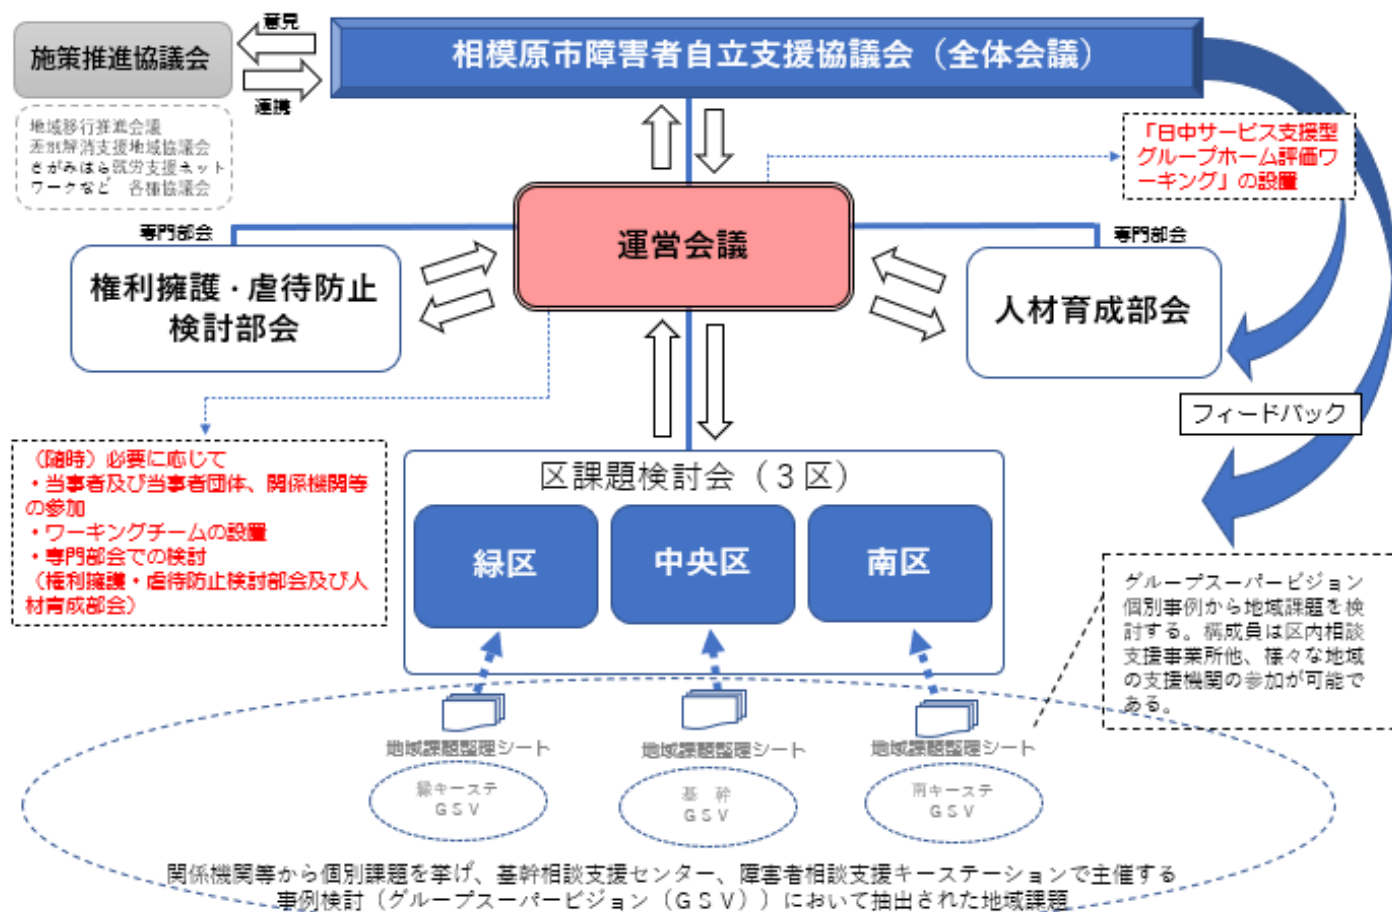 意見
施策推進協議会
相模原市障害者自立支援協議会（全体会議）
連携
地域移行推進会議
差別解消支援地域協議会
さがみはら就労支援ネット
ワークなど　各種協議会
「日中サービス支援型
グループホーム評価ワ
ーキング」の設置
専門部会
権利擁護・虐待防止
検討部会
運営会議
専門部会
人材育成部会
フィードバック
（随時）必要に応じて
・当事者及び当事者団体、関係機関等
の参加
・ワーキングチームの設置
・専門部会での検討
（権利擁護・虐待防止検討部会及び人
材育成部会）
区課題検討会（３区）
緑区
中央区
南区
グループスーパービジョン
個別事例から地域課題を検
討する。構成員は区内相談
支援事業所他、様々な地域
の支援機関の参加が可能で
ある。
地域課題整理シート
地域課題整理シート
地域課題整理シート
緑キーステ
ＧＳＶ
基　幹
ＧＳＶ
南キーステ
ＧＳＶ
関係機関等から個別課題を挙げ、基幹相談支援センター、障害者相談支援キーステーションで主催する
事例検討（グループスーパービジョン（ＧＳＶ））において抽出された地域課題